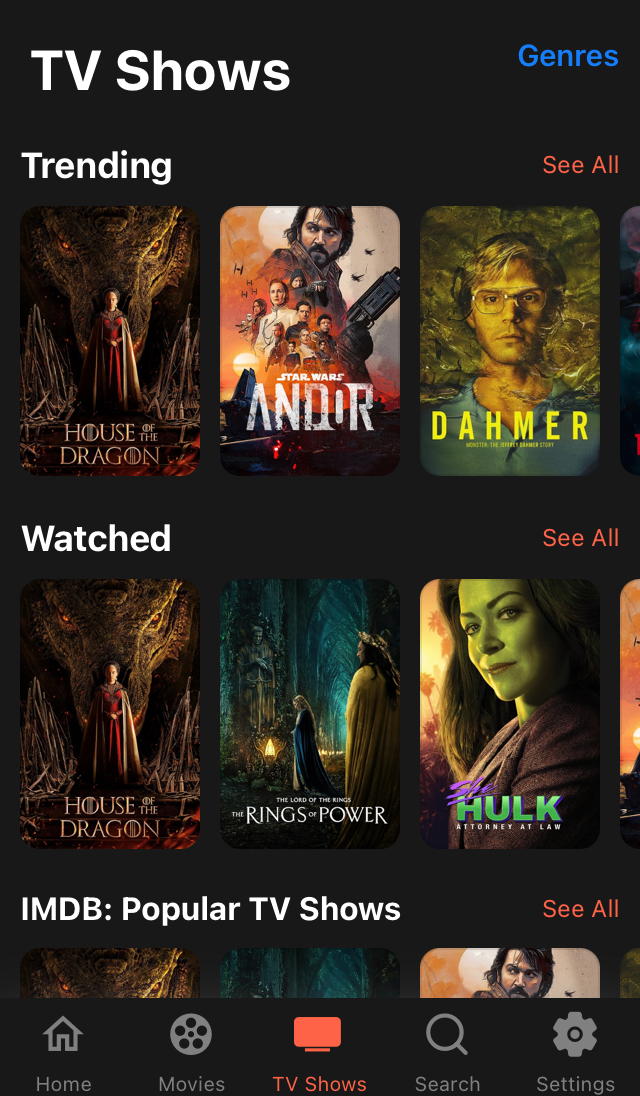 TV Shows
Genres
Trending
See All
HOUSE OF THE
DRAGON
STAR WARS
ANDOR
DAHMER
MONSTER: THE JEFFREY DAHMER STORY
Watched
See All
HOUSE OF THE
DRAGON
THE LORD OF THE RINGS
THE RINGS OF POWER
She
HULK
ATTORNEY AT LAW
IMDB: Popular TV Shows
See All
Home
Movies
TV Shows
Search
Settings